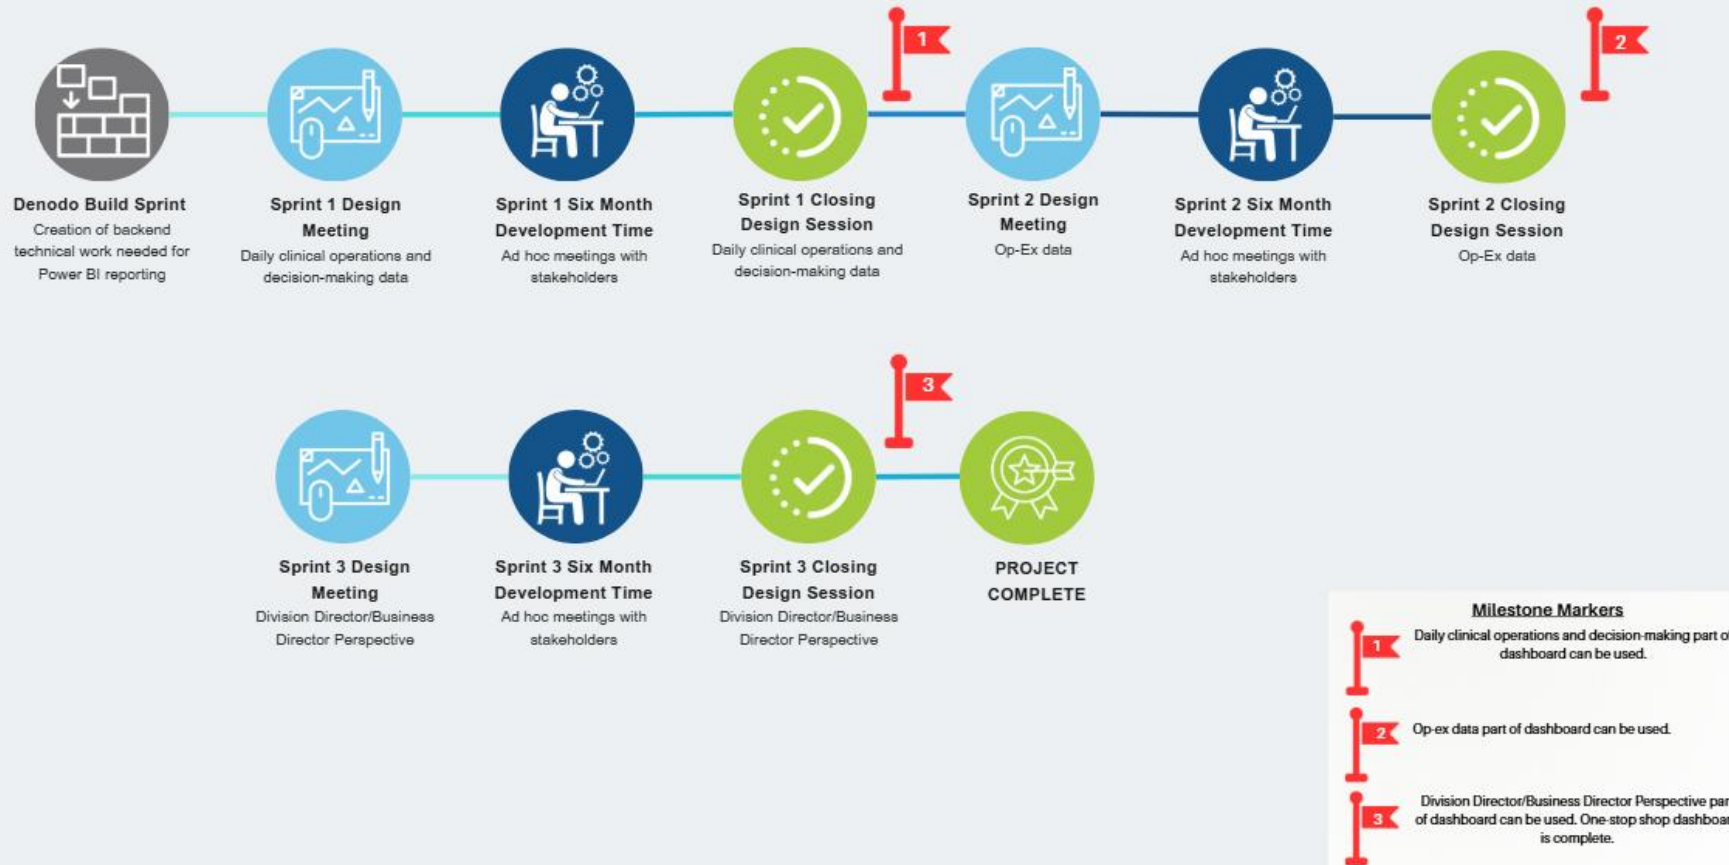 1
2
Denodo Build Sprint
Creation of backend
technical work needed for
Power BI reporting
Sprint 1 Design
Meeting
Daily clinical operations and
decision-making data
Sprint 1 Six Month
Development Time
Ad hoc meetings with
stakeholders
Sprint 1 Closing
Design Session
Daily clinical operations and
decision-making data
Sprint 2 Design
Meeting
Op-Ex data
Sprint 2 Six Month
Development Time
Ad hoc meetings with
stakeholders
Sprint 2 Closing
Design Session
Op-Ex data
3
Sprint 3 Design
Meeting
Division Director/Business
Director Perspective
Sprint 3 Six Month
Development Time
Ad hoc meetings with
stakeholders
Sprint 3 Closing
Design Session
Division Director/Business
Director Perspective
PROJECT
COMPLETE
Milestone Markers
1
Daily clinical operations and decision-making part of
dashboard can be used.
2
Op-ex data part of dashboard can be used.
3
Division Director/Business Director Perspective par
of dashboard can be used. One-stop shop dashboar
is complete.